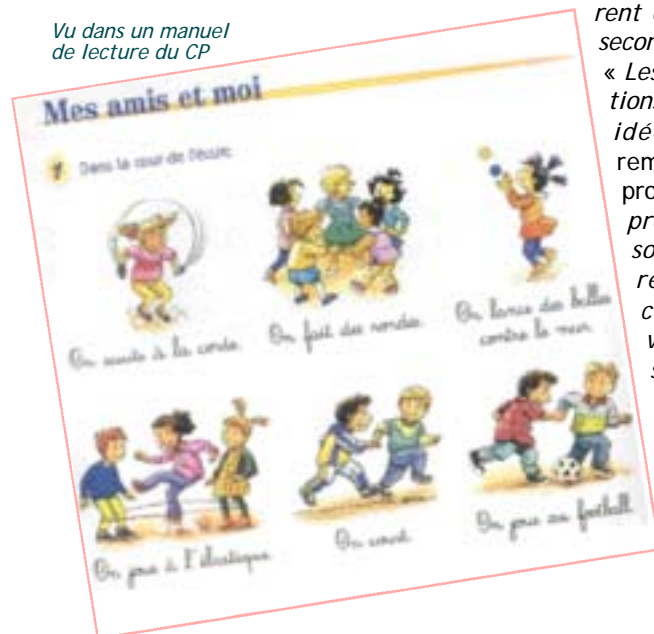 Vu dans un manuel
de lecture du CP
Mes amis et moi
1 Dans la cour de l'école.
On saute à la corde.
On fait des rondes.
On lance des balles
contre le mur.
On joue à l'élastique.
On court.
On joue au football.
rent
secon
« Les
tions
idé
rem
pro
pr
so
re
c
v
s